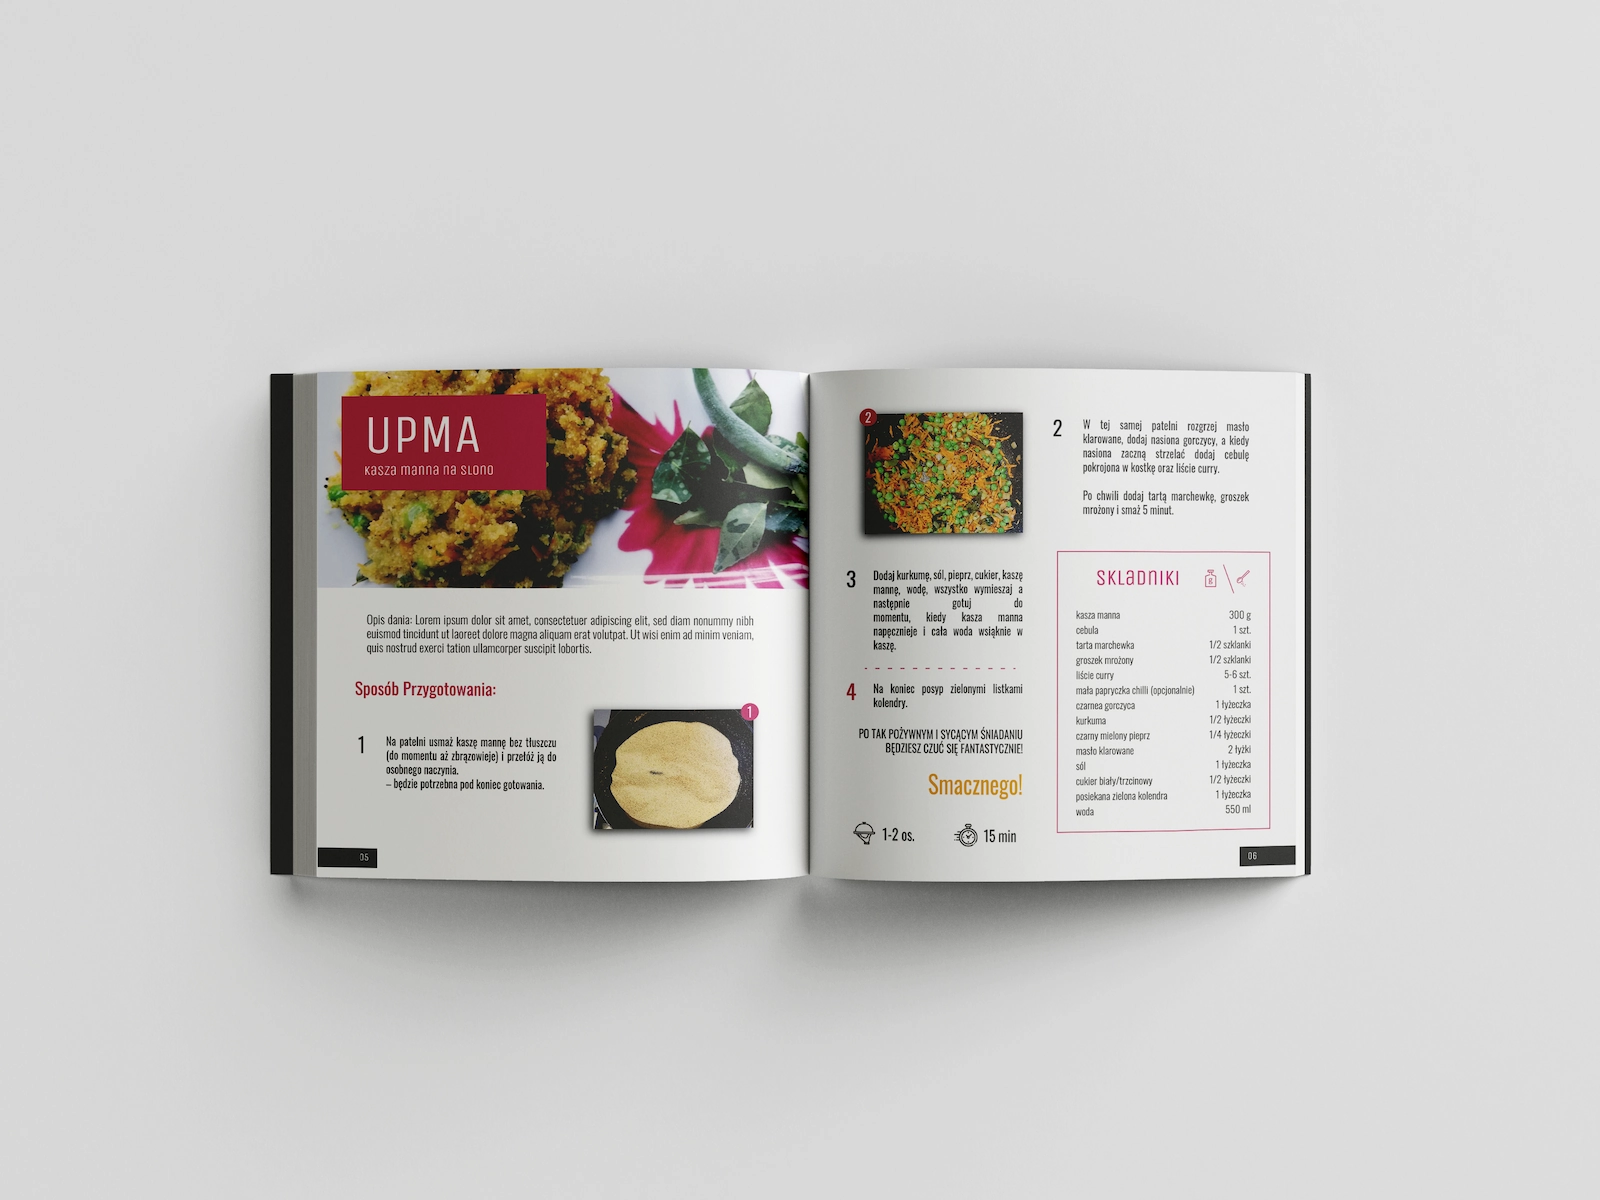 UPMA
Kasza manna na słono
Opis dania: Lorem ipsum dolor sit amet, consectetuer adipiscing elit, sed diam nonummy nibh
euismod tincidunt ut laoreet dolore magna aliquam erat volutpat. Ut wisi enim ad minim veniam,
quis nostrud exerci tation ullamcorper suscipit lobortis.
Sposób Przygotowania:
1
Na patelni usmaż kaszę mannę bez tłuszczu
(do momentu aż zbrązowieje) i przełóż ją do
osobnego naczynia.
– będzie potrzebna pod koniec gotowania.
1
05
2
2
W tej samej patelni rozgrzej masło
klarowane, dodaj nasiona gorczycy, a kiedy
nasiona zaczną strzelać dodaj cebulę
pokrojona w kostkę oraz liście curry.
Po chwili dodaj tartą marchewkę, groszek
mrożony i smaż 5 minut.
3
Dodaj kurkumę, sól, pieprz, cukier, kaszę
mannę, wodę, wszystko wymieszaj a
następnie gotuj do
momentu, kiedy kasza manna
napęcznieje i cała woda wsiąknie w
kaszę.
4
Na koniec posyp zielonymi listkami
kolendry.
PO TAK POŻYWNYM I SYCĄCYM ŚNIADANIU
BĘDZIESZ CZUĆ SIĘ FANTASTYCZNIE!
Smacznego!
1-2 os.
15 min
Składniki
g
kasza manna 300 g
cebula 1 szt.
tarta marchewka 1/2 szklanki
groszek mrożony 1/2 szklanki
liście curry 5-6 szt.
mała papryczka chilli (opcjonalnie) 1 szt.
czarnea gorczyca 1 łyżeczka
kurkuma 1/2 łyżeczki
czarny mielony pieprz 1/4 łyżeczki
masło klarowane 2 łyżki
sól 1 łyżeczka
cukier biały/trzcinowy 1/2 łyżeczki
posiekana zielona kolendra 1 łyżeczka
woda 550 ml
06